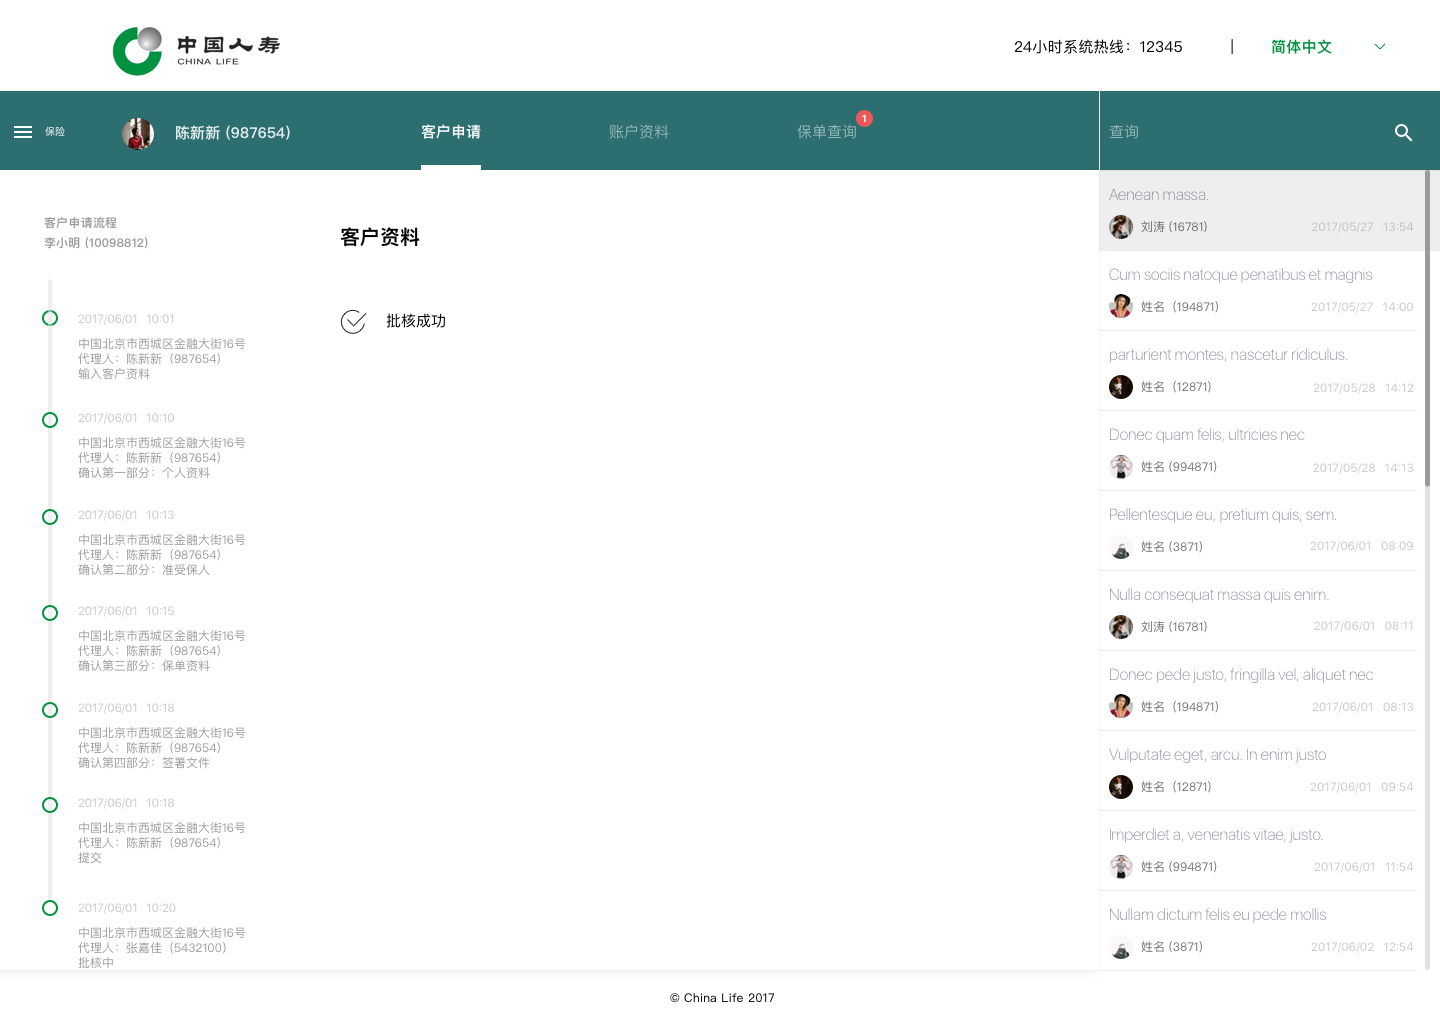 中国人寿
CHINA LIFE
24小时系统热线：12345
|
简体中文
保险
陈新新 (987654)
客户申请
账户资料
保单查询
1
查询
客户申请流程
李小明 (10098812)
2017/06/01 10:01
中国北京市西城区金融大街16号
代理人：陈新新（987654）
输入客户资料
2017/06/01 10:10
中国北京市西城区金融大街16号
代理人：陈新新（987654）
确认第一部分：个人资料
2017/06/01 10:13
中国北京市西城区金融大街16号
代理人：陈新新（987654）
确认第二部分：准受保人
2017/06/01 10:15
中国北京市西城区金融大街16号
代理人：陈新新（987654）
确认第三部分：保单资料
2017/06/01 10:18
中国北京市西城区金融大街16号
代理人：陈新新（987654）
确认第四部分：签署文件
2017/06/01 10:18
中国北京市西城区金融大街16号
代理人：陈新新（987654）
提交
2017/06/01 10:20
中国北京市西城区金融大街16号
代理人：张嘉佳（5432100）
批核中
客户资料
批核成功
Aenean massa.
刘涛 (16781) 2017/05/27 13:54
Cum sociis natoque penatibus et magnis
姓名（194871） 2017/05/27 14:00
parturient montes, nascetur ridiculus.
姓名（12871） 2017/05/28 14:12
Donec quam felis, ultricies nec
姓名 (994871) 2017/05/28 14:13
Pellentesque eu, pretium quis, sem.
姓名 (3871) 2017/06/01 08:09
Nulla consequat massa quis enim.
刘涛 (16781) 2017/06/01 08:11
Donec pede justo, fringilla vel, aliquet nec
姓名（194871） 2017/06/01 08:13
Vulputate eget, arcu. In enim justo
姓名（12871） 2017/06/01 09:54
Imperdiet a, venenatis vitae, justo.
姓名 (994871) 2017/06/01 11:54
Nullam dictum felis eu pede mollis
姓名 (3871) 2017/06/02 12:54
© China Life 2017